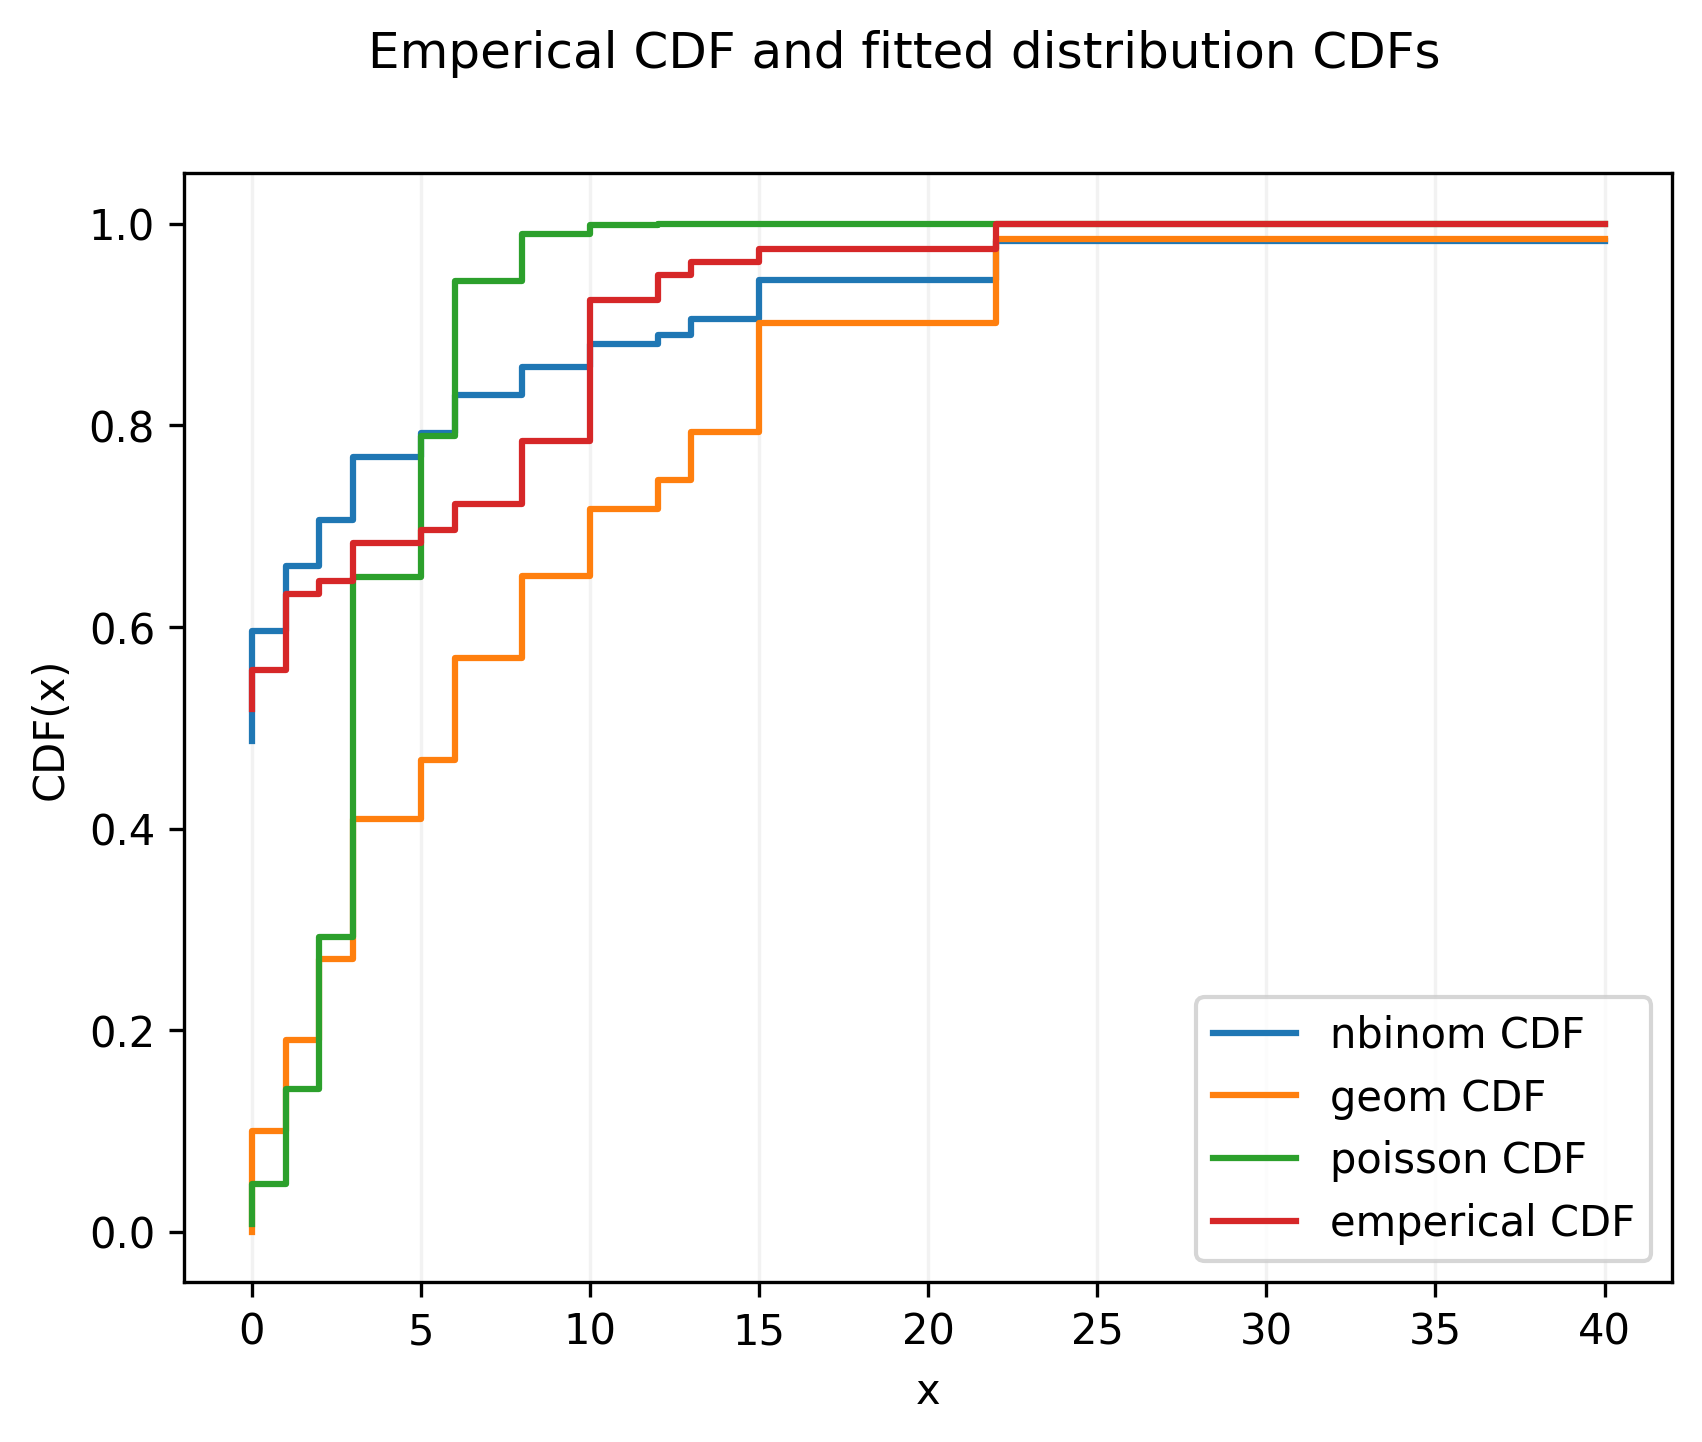 Emperical CDF and fitted distribution CDFs
1.0
0.8
0.6
0.4
0.2
0.0
CDF(x)
0 5 10 15 20 25 30 35 40
x
nbinom CDF
geom CDF
poisson CDF
emperical CDF